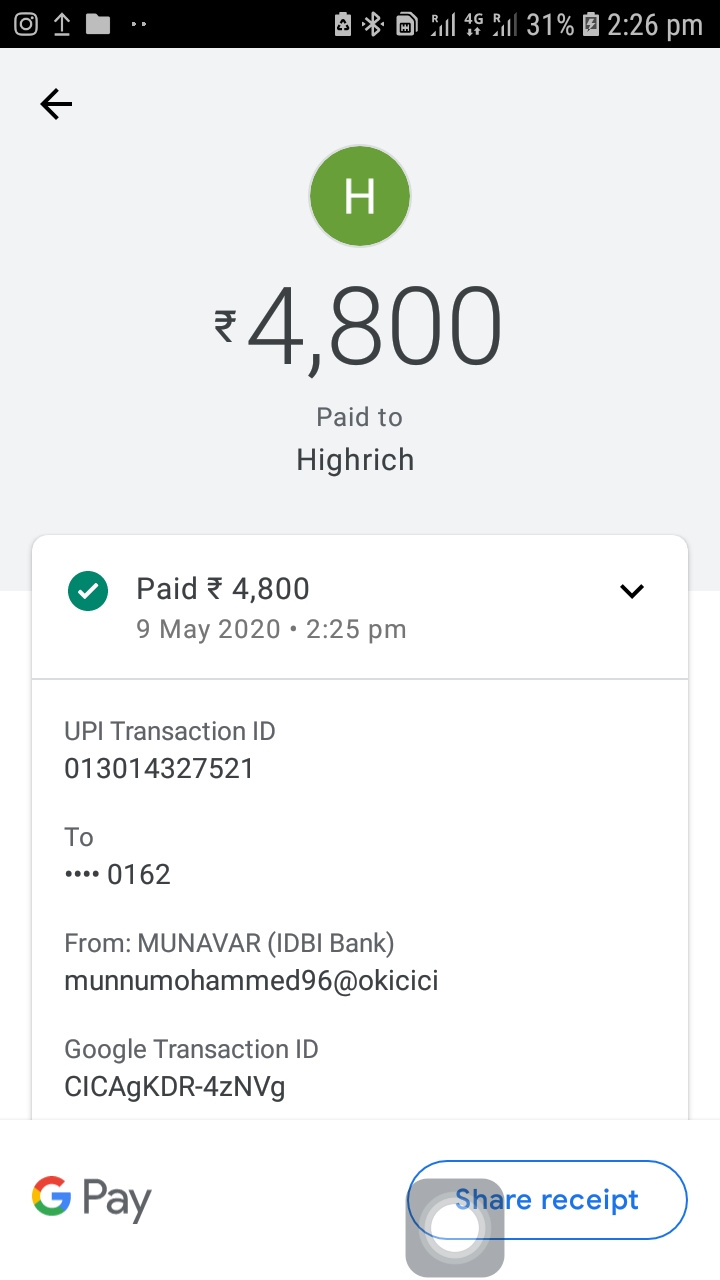 R 4G R 31% 2:26 pm
H
₹4,800
Paid to
Highrich
Paid ₹ 4,800
9 May 2020 • 2:25 pm
UPI Transaction ID
013014327521
To
•••• 0162
From: MUNAVAR (IDBI Bank)
munnumohammed96@okicici
Google Transaction ID
CICAgKDR-4zNVg
G Pay
Share receipt